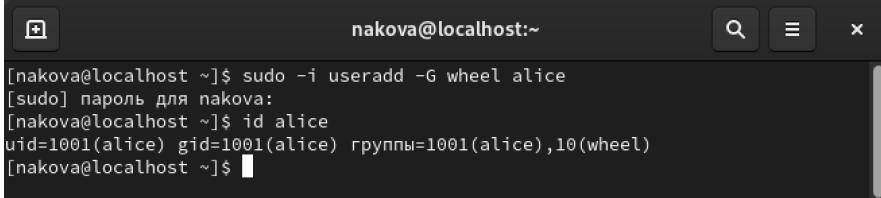 nakova@localhost:~
[nakova@localhost ~]$ sudo -i useradd -G wheel alice
[sudo] пароль для nakova:
[nakova@localhost ~]$ id alice
uid=1001(alice) gid=1001(alice) группы=1001(alice),10(wheel)
[nakova@localhost ~]$